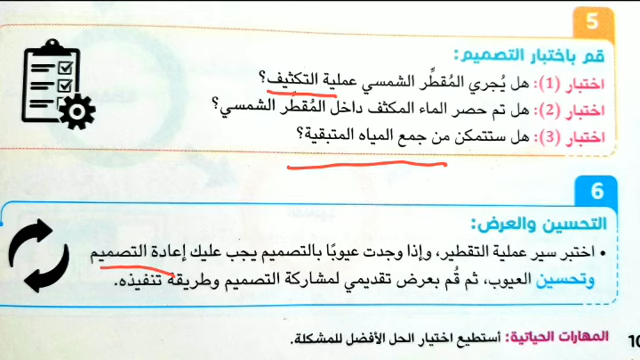 5
قم باختبار التصميم:
اختبار (1): هل يُجري المُقطِّر الشمسي عملية التكثيف؟
اختبار (2): هل تم حصر الماء المكثف داخل المُقطر الشمسي؟
اختبار (3): هل ستتمكن من جمع المياه المتبقية؟
6
التحسين والعرض:
• اختبر سير عملية التقطير، وإذا وجدت عيوبًا بالتصميم يجب عليك إعادة التصميم
وتحسين العيوب، ثم قُم بعرض تقديمي لمشاركة التصميم وطريقة تنفيذه.
المهارات الحياتية: أستطيع اختيار الحل الأفضل للمشكلة.